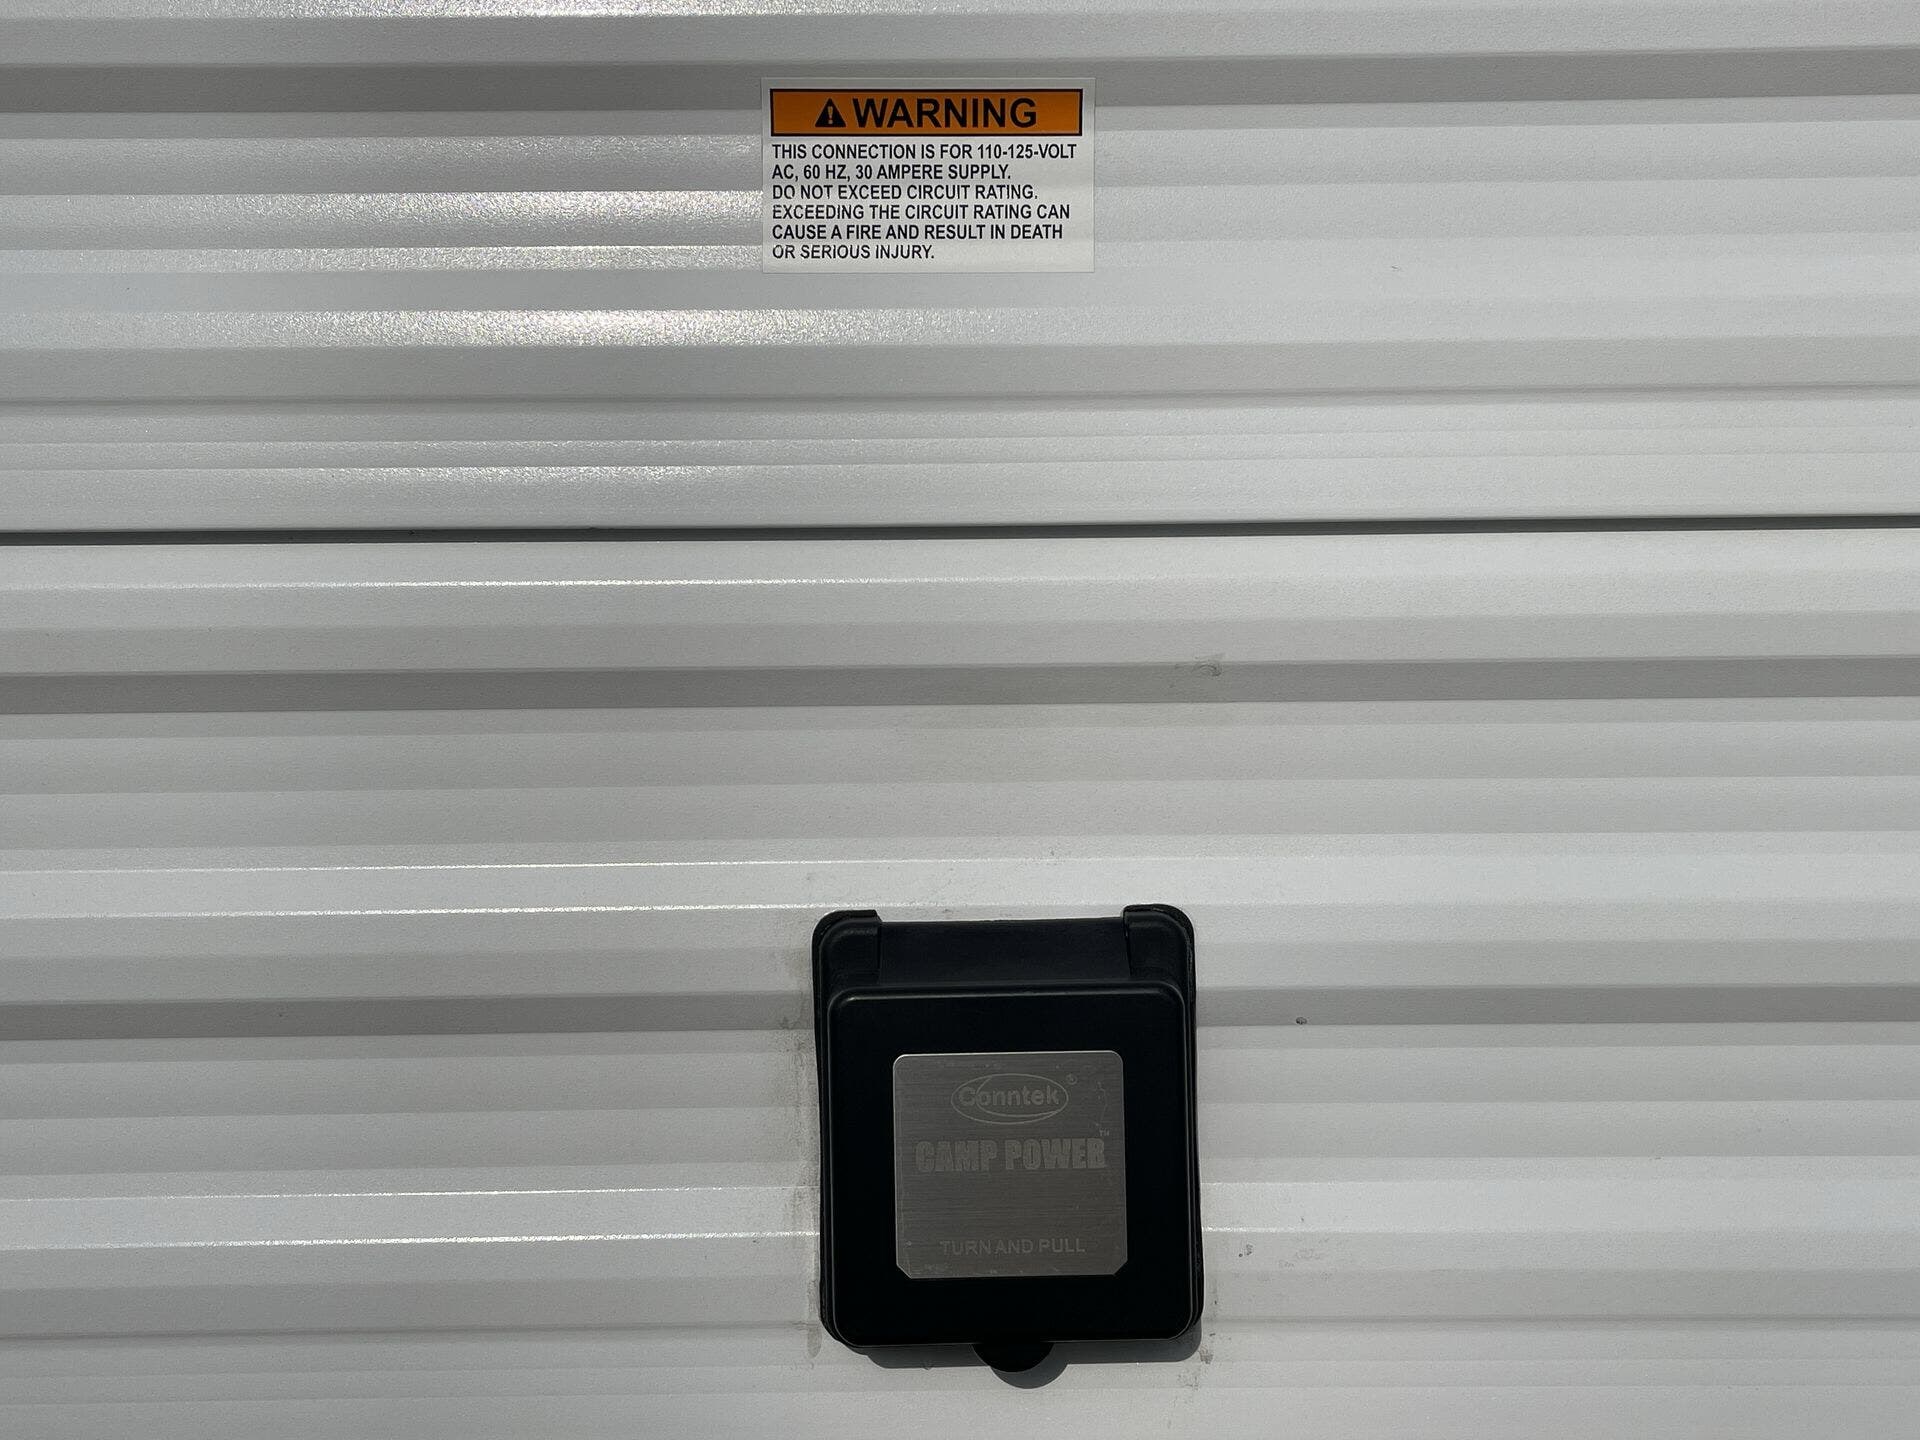 WARNING
THIS CONNECTION IS FOR 110-125-VOLT
AC, 60 HZ, 30 AMPERE SUPPLY.
DO NOT EXCEED CIRCUIT RATING.
EXCEEDING THE CIRCUIT RATING CAN
CAUSE A FIRE AND RESULT IN DEATH
OR SERIOUS INJURY.
Conntek®
CAMP POWER™
TURN AND PULL